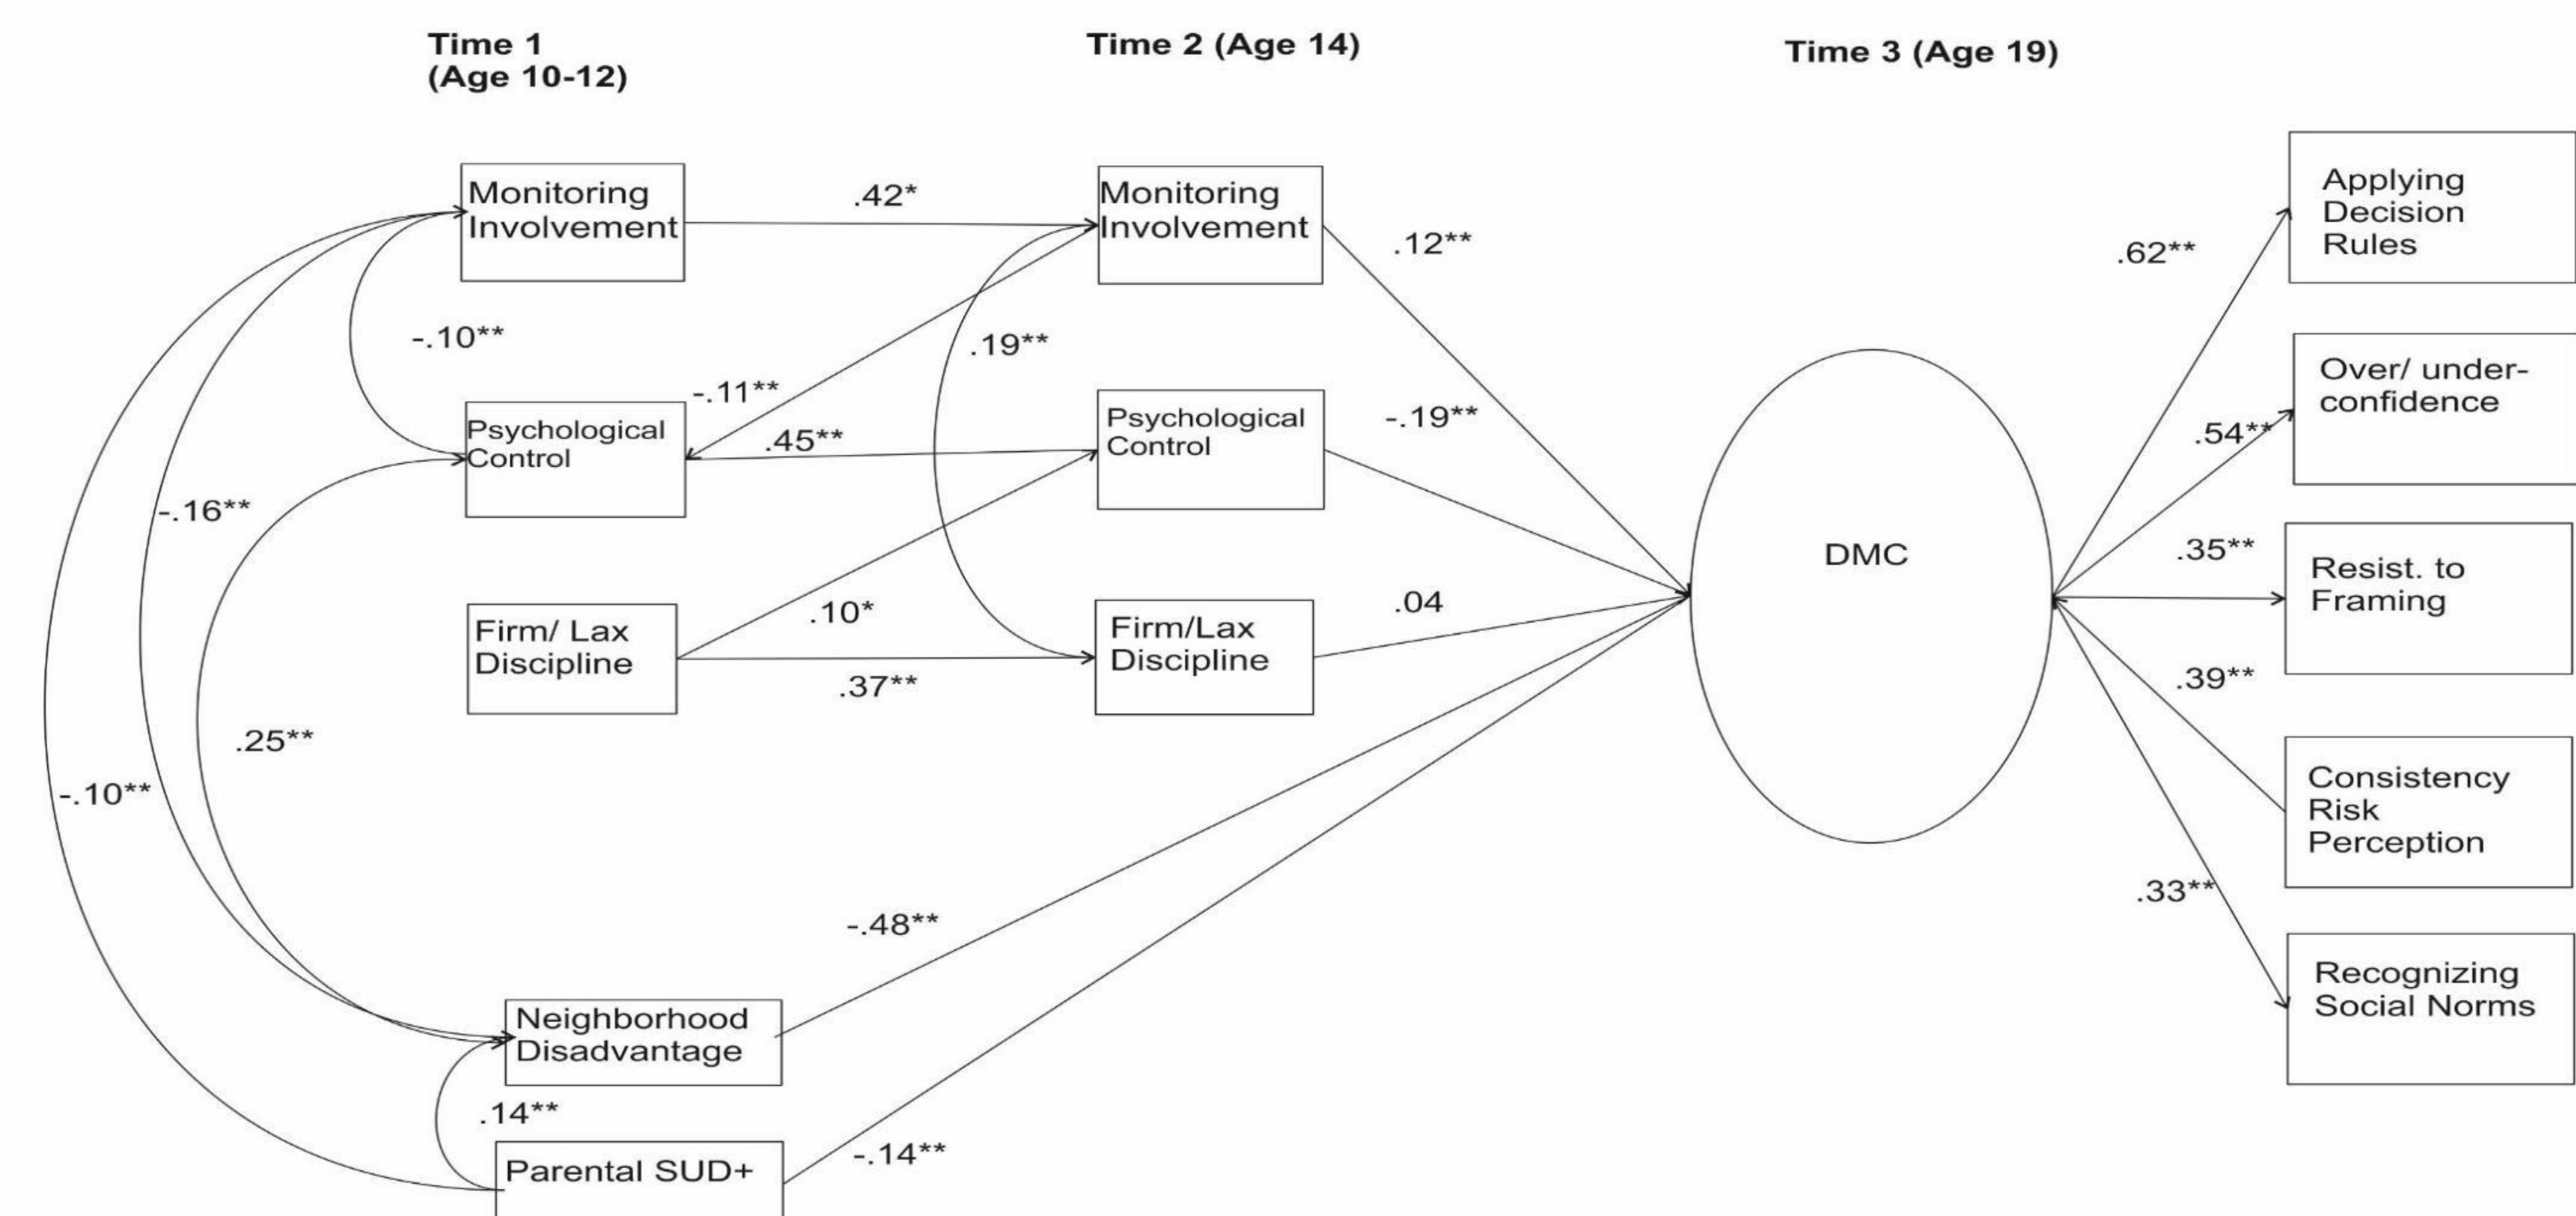 Time 1
(Age 10-12)
Time 2 (Age 14)
Time 3 (Age 19)
Monitoring
Involvement
.42*
Monitoring
Involvement
.12**
.62**
Applying
Decision
Rules
-.10**
-.11**
.19**
Psychological
Control
.45**
Psychological
Control
-.19**
.54**
Over/ under-
confidence
-.16**
DMC
.35**
Resist. to
Framing
Firm/ Lax
Discipline
.10*
.37**
Firm/Lax
Discipline
.04
.39**
.25**
-.10**
Consistency
Risk
Perception
.33**
-.48**
Neighborhood
Disadvantage
Recognizing
Social Norms
.14**
-.14**
Parental SUD+